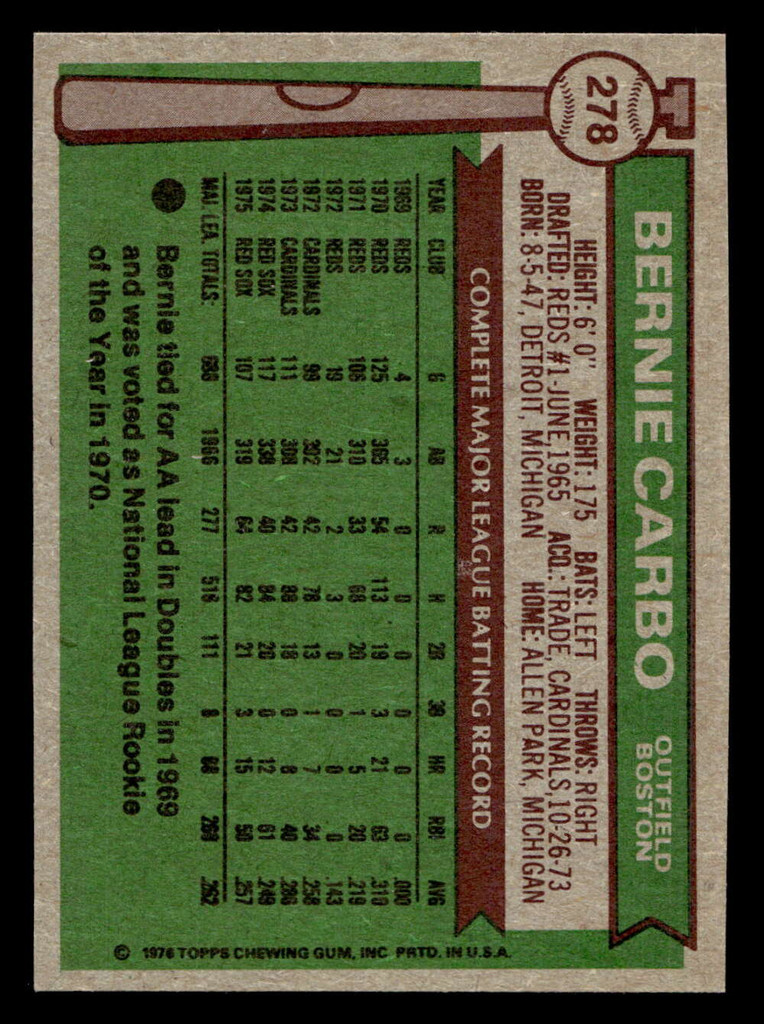 278
BERNIE CARBO
OUTFIELD
BOSTON
HEIGHT: 6' 0" WEIGHT: 175 BATS: LEFT THROWS: RIGHT
DRAFTED: REDS #1-JUNE, 1965 ACQ.: TRADE, CARDINALS, 10-26-73
BORN: 8-5-47, DETROIT, MICHIGAN HOME: ALLEN PARK, MICHIGAN
COMPLETE MAJOR LEAGUE BATTING RECORD
YEAR CLUB G AB R H 2B 3B HR RBI AVG
1969 REDS 4 3 0 0 0 0 0 0 .000
1970 REDS 125 365 54 113 19 3 21 63 .310
1971 REDS 106 310 33 68 20 1 5 20 .219
1972 REDS 19 21 2 3 0 0 0 0 .143
1972 CARDINALS 99 302 42 78 13 1 7 34 .258
1973 CARDINALS 111 308 42 88 18 0 8 40 .286
1974 RED SOX 117 338 40 84 20 0 12 61 .249
1975 RED SOX 107 319 64 82 21 3 15 50 .257
MAJ. LEA. TOTALS: 688 1966 277 516 111 8 68 268 .262
Bernie tied for AA lead in Doubles in 1969
and was voted as National League Rookie
of the Year in 1970.
© 1976 TOPPS CHEWING GUM, INC. PRTD. IN U.S.A.